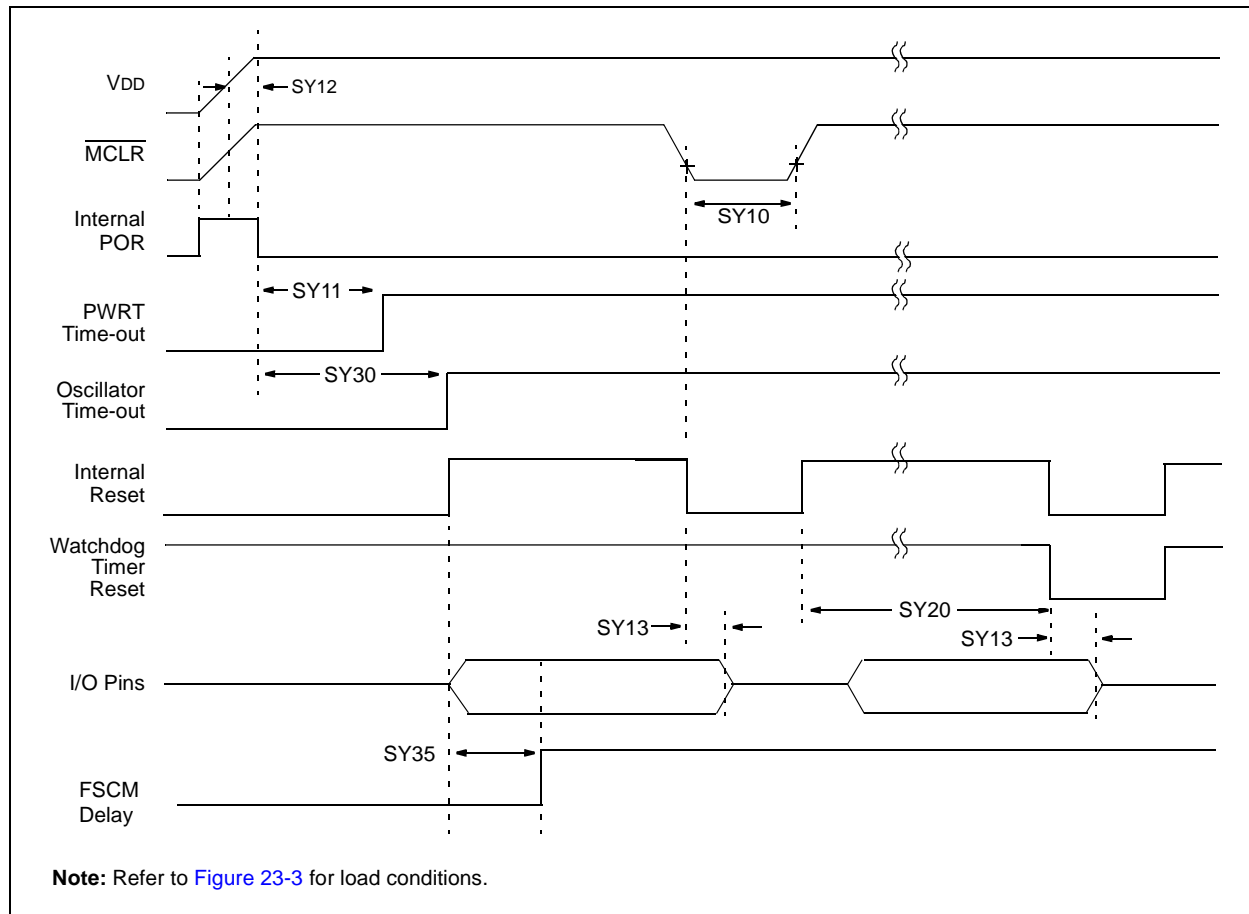 VDD
SY12
MCLR
SY10
Internal
POR
SY11
PWRT
Time-out
SY30
Oscillator
Time-out
Internal
Reset
Watchdog
Timer
Reset
SY20
SY13
SY13
I/O Pins
SY35
FSCM
Delay
Note: Refer to Figure 23-3 for load conditions.